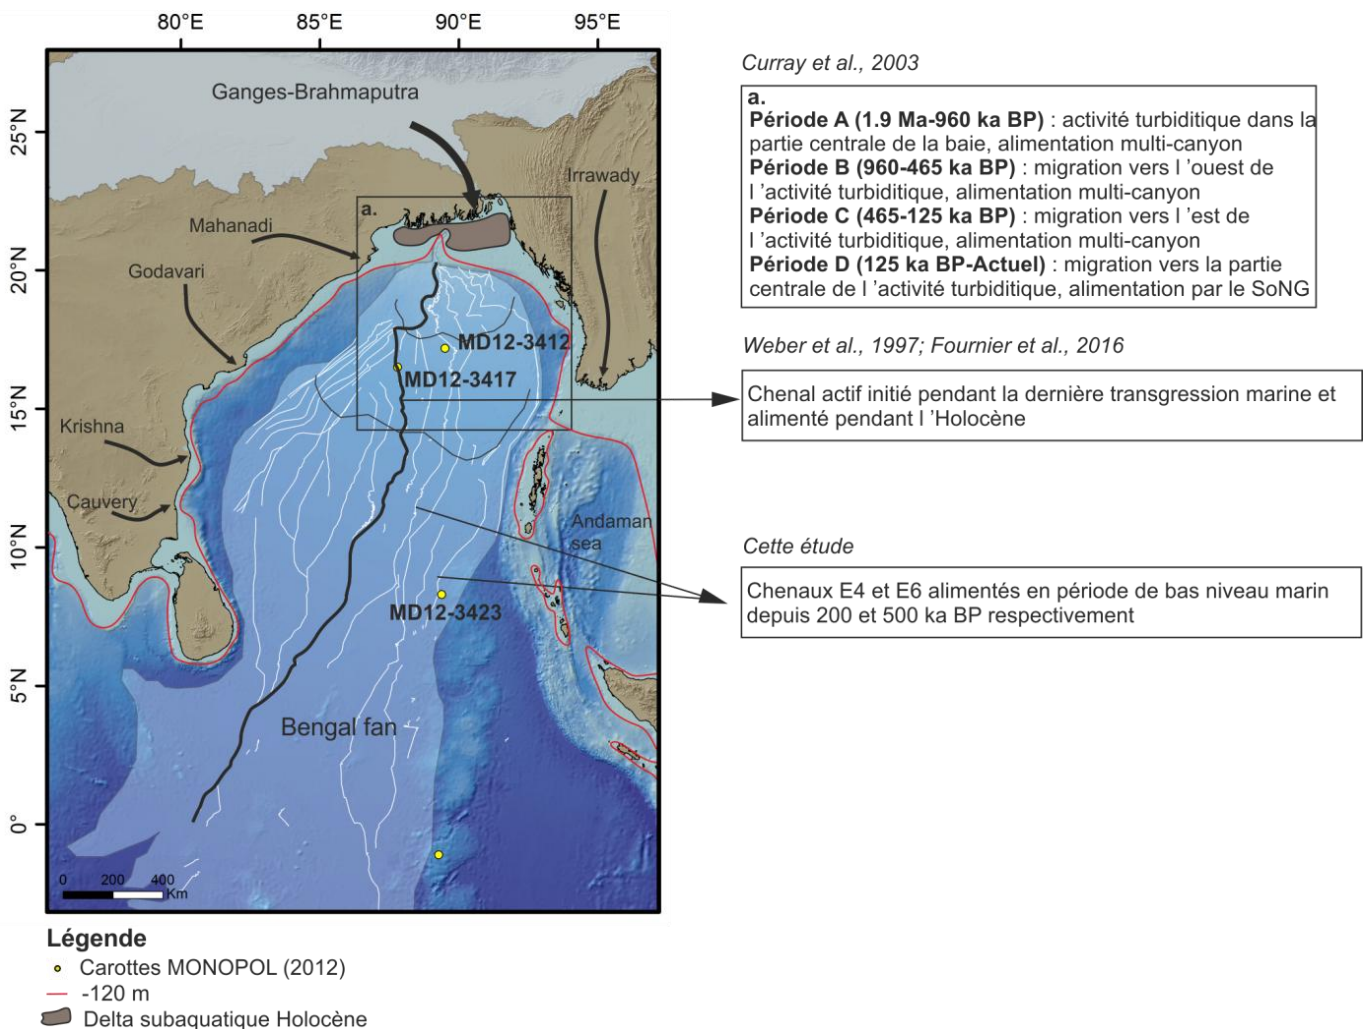 80°E 85°E 90°E 95°E
25°N
20°N
15°N
10°N
5°N
0°
Ganges-Brahmaputra
Irrawady
a.
Mahanadi
Godavari
MD12-3412
MD12-3417
Krishna
Cauvery
Andaman
sea
MD12-3423
Bengal fan
0 200 400
Km
Curray et al., 2003
a.
Période A (1.9 Ma-960 ka BP) : activité turbiditique dans la
partie centrale de la baie, alimentation multi-canyon
Période B (960-465 ka BP) : migration vers l 'ouest de
l 'activité turbiditique, alimentation multi-canyon
Période C (465-125 ka BP) : migration vers l 'est de
l 'activité turbiditique, alimentation multi-canyon
Période D (125 ka BP-Actuel) : migration vers la partie
centrale de l 'activité turbiditique, alimentation par le SoNG
Weber et al., 1997; Fournier et al., 2016
Chenal actif initié pendant la dernière transgression marine et
alimenté pendant l 'Holocène
Cette étude
Chenaux E4 et E6 alimentés en période de bas niveau marin
depuis 200 et 500 ka BP respectivement
Légende
Carottes MONOPOL (2012)
-120 m
Delta subaquatique Holocène